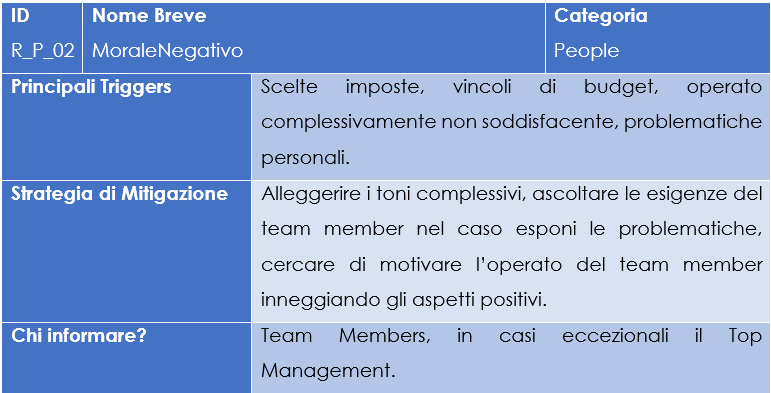 ID Nome Breve Categoria
R_P_02 MoraleNegativo People
Principali Triggers Scelte imposte, vincoli di budget, operato
complessivamente non soddisfacente, problematiche
personali.
Strategia di Mitigazione Alleggerire i toni complessivi, ascoltare le esigenze del
team member nel caso esponi le problematiche,
cercare di motivare l’operato del team member
inneggiando gli aspetti positivi.
Chi informare? Team Members, in casi eccezionali il Top
Management.